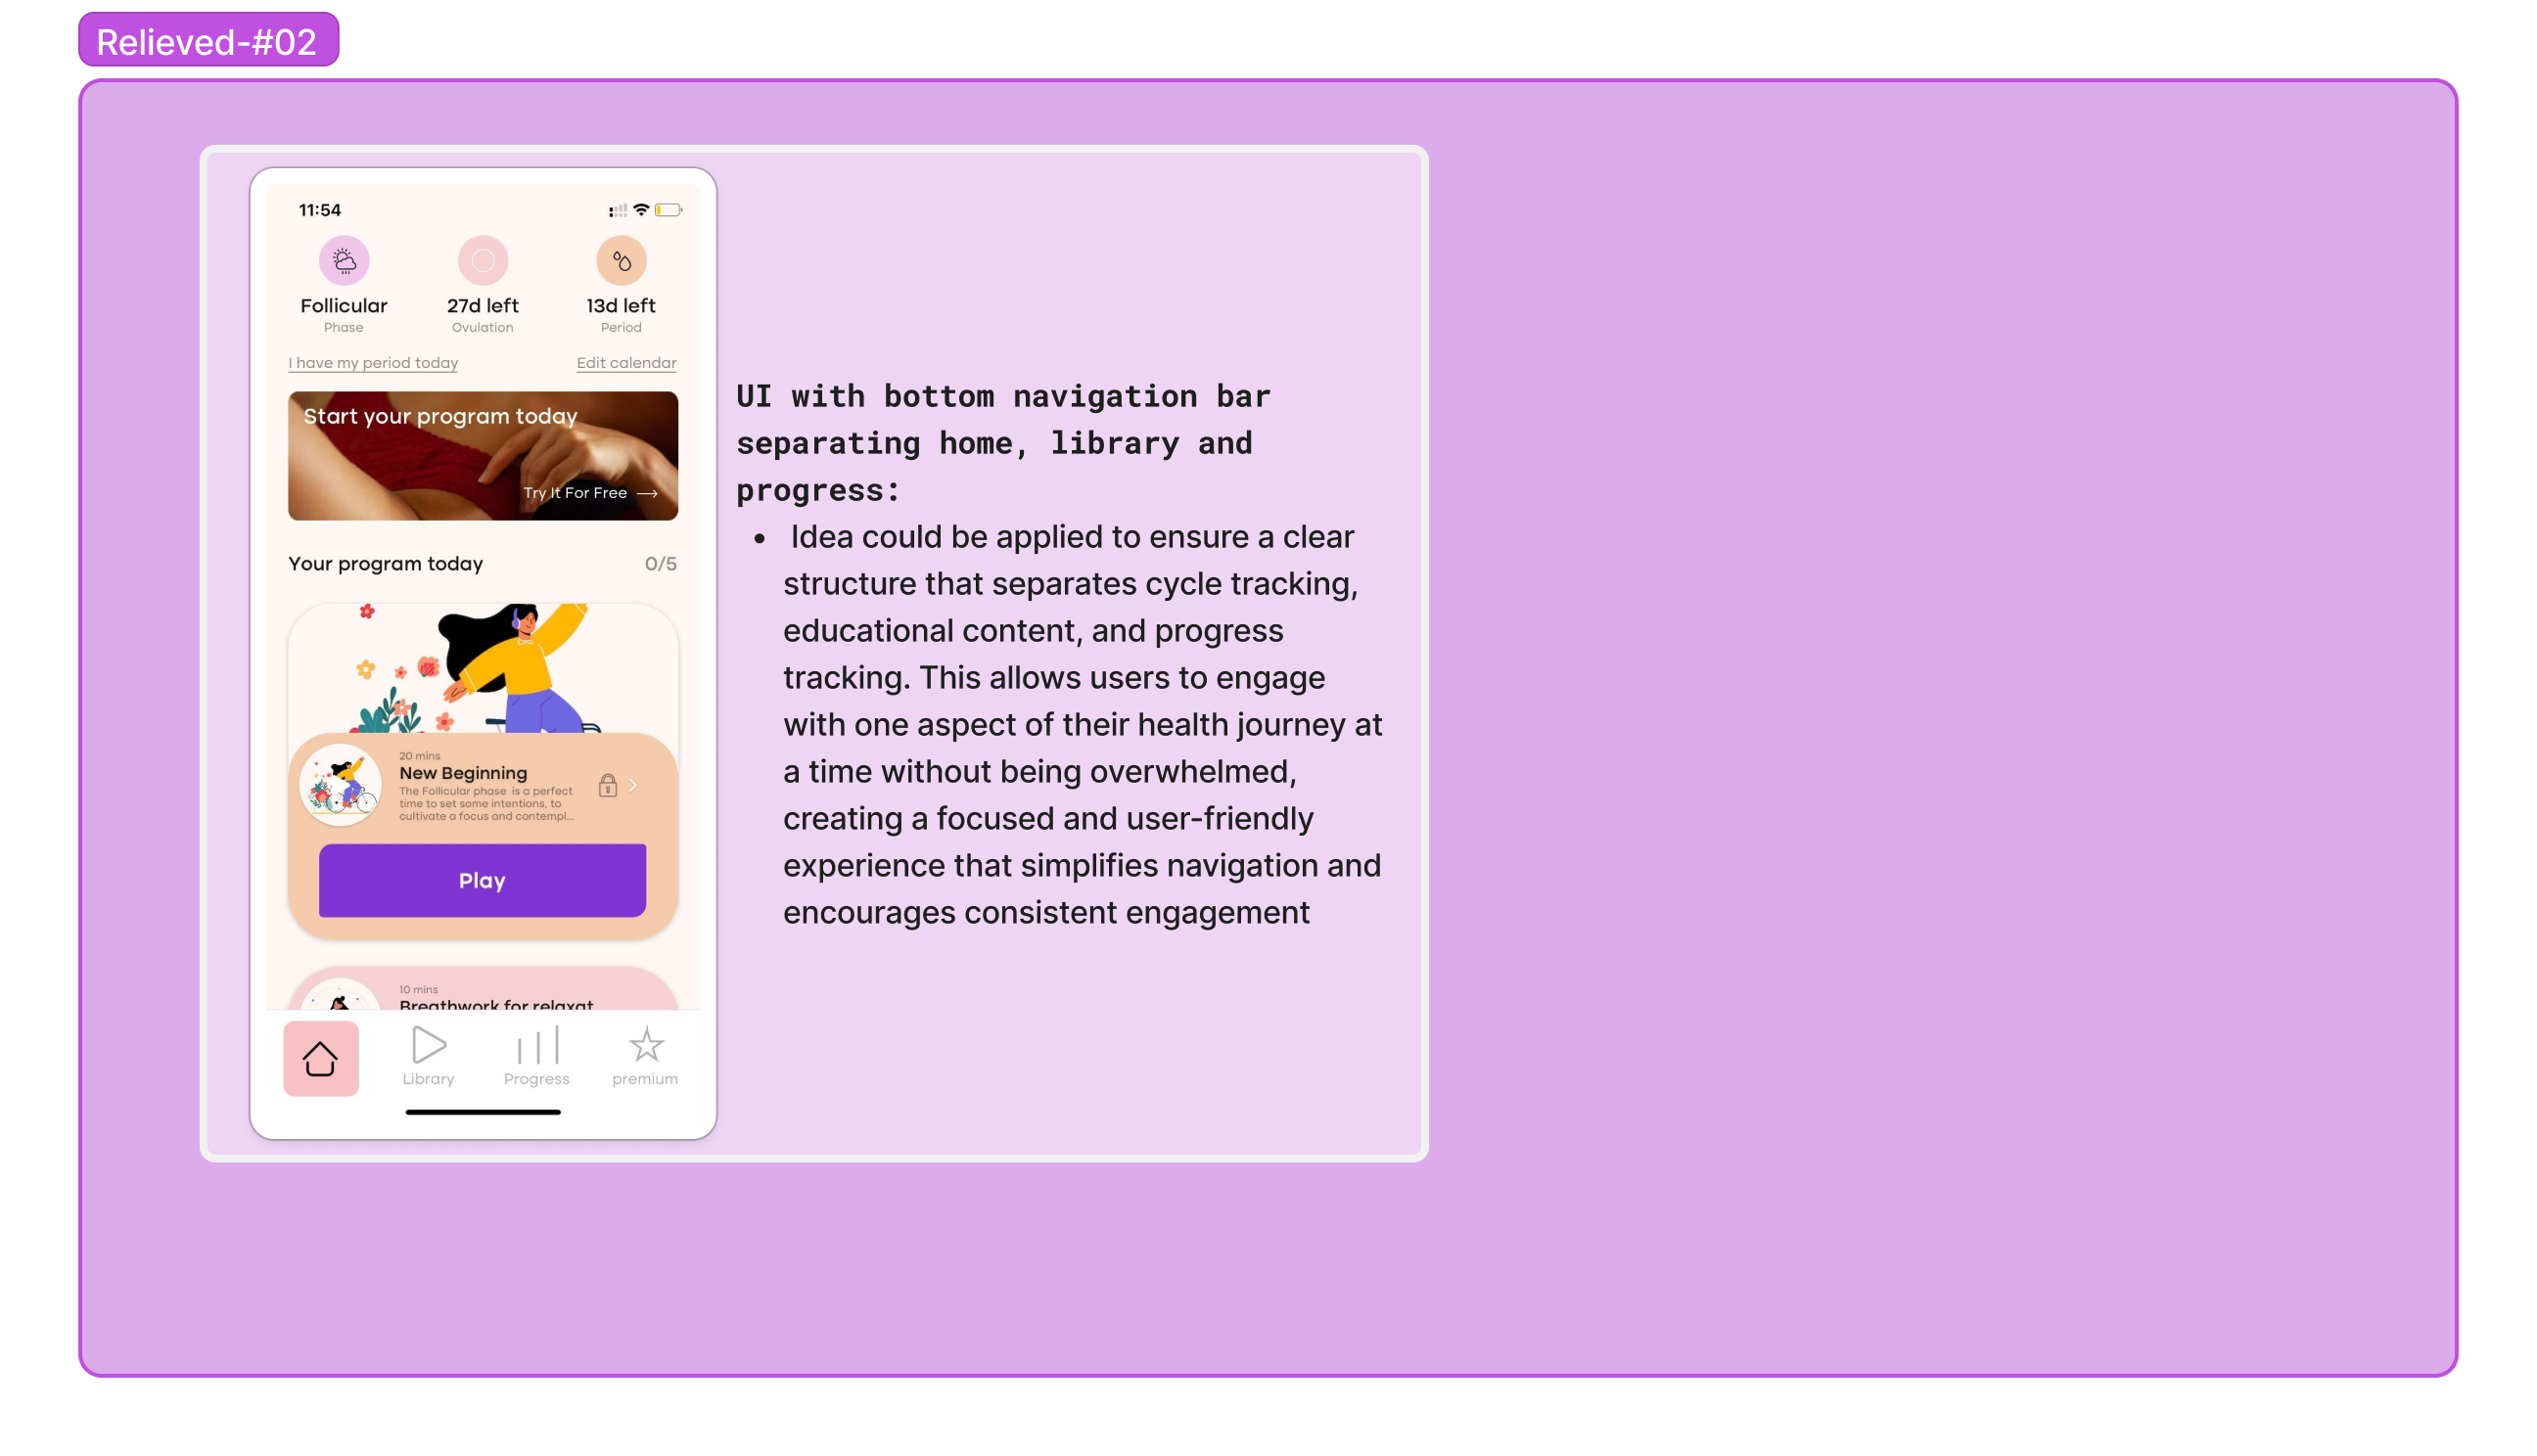 Relieved-#02
11:54
Follicular
Phase
27d left
Ovulation
13d left
Period
I have my period today
Edit calendar
Start your program today
Try It For Free
Your program today
0/5
20 mins
New Beginning
The Follicular phase is a perfect
time to set some intentions, to
cultivate a focus and contempl...
Play
10 mins
Breathwork for relaxat
Library
Progress
premium
UI with bottom navigation bar
separating home, library and
progress:
• Idea could be applied to ensure a clear
structure that separates cycle tracking,
educational content, and progress
tracking. This allows users to engage
with one aspect of their health journey at
a time without being overwhelmed,
creating a focused and user-friendly
experience that simplifies navigation and
encourages consistent engagement